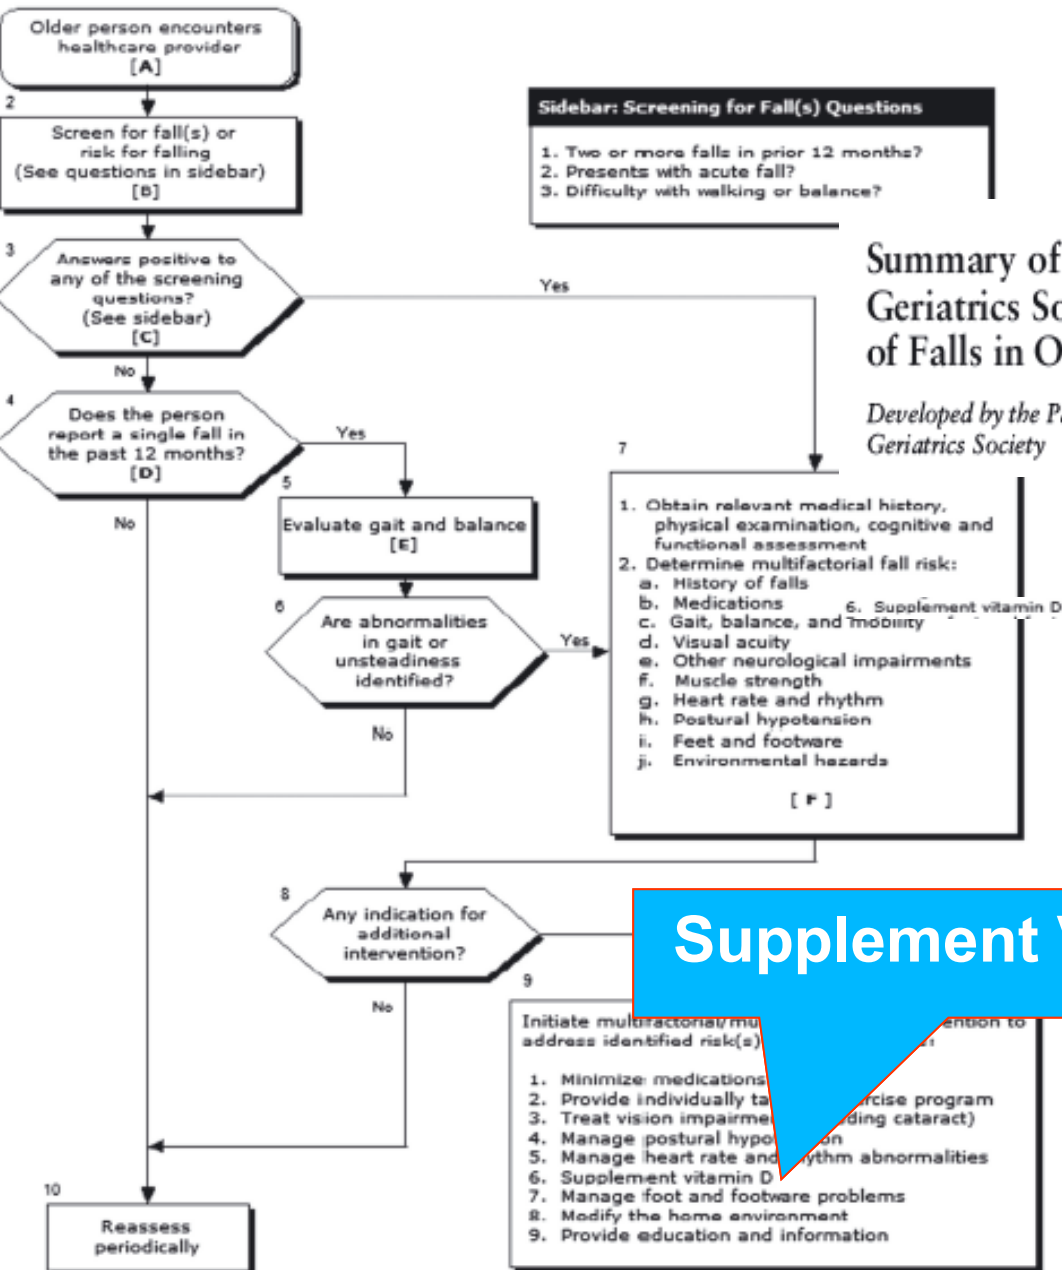 Older person encounters
healthcare provider
[A]
2
Screen for fall(s) or
risk for falling
(See questions in sidebar)
[B]
Sidebar: Screening for Fall(s) Questions
1. Two or more falls in prior 12 months?
2. Presents with acute fall?
3. Difficulty with walking or balance?
3
Answers positive to
any of the screening
questions?
(See sidebar)
[C]
Yes
No
Summary of
Geriatrics So
of Falls in O
Developed by the P
Geriatrics Society
4
Does the person
report a single fall in
the past 12 months?
[D]
Yes
No
5
Evaluate gait and balance
[E]
6
Are abnormalities
in gait or
unsteadiness
identified?
Yes
No
7
1. Obtain relevant medical history,
physical examination, cognitive and
functional assessment
2. Determine multifactorial fall risk:
a. History of falls
b. Medications
6. Supplement vitamin D
c. Gait, balance, and mobility
d. Visual acuity
e. Other neurological impairments
f. Muscle strength
g. Heart rate and rhythm
h. Postural hypotension
i. Feet and footware
j. Environmental hazards
[F]
8
Any indication for
additional
intervention?
No
Supplement V
9
Initiate multifactorial/mu ention to
address identified risk(s)
1. Minimize medications
2. Provide individually ta rcise program
3. Treat vision impairme ding cataract)
4. Manage postural hypo on
5. Manage heart rate and ythm abnormalities
6. Supplement vitamin D
7. Manage foot and footware problems
8. Modify the home environment
9. Provide education and information
10
Reassess
periodically